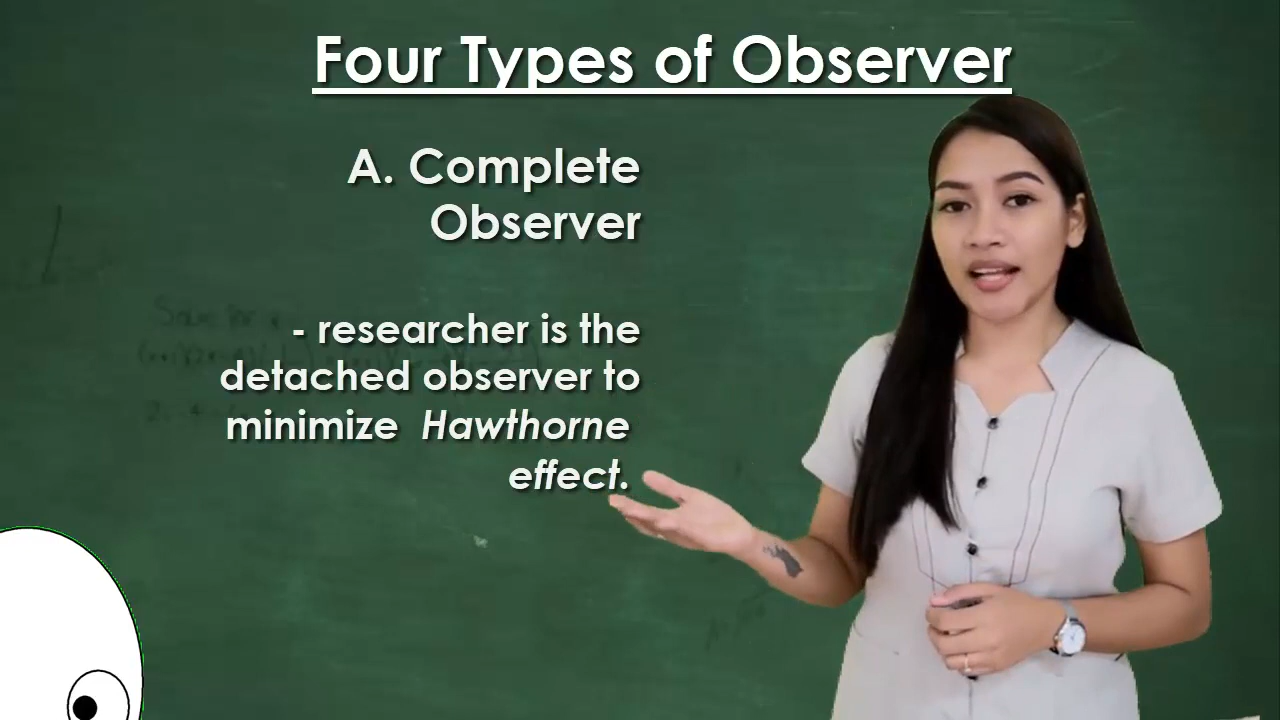 Four Types of Observer
A. Complete
Observer
- researcher is the
detached observer to
minimize Hawthorne
effect.